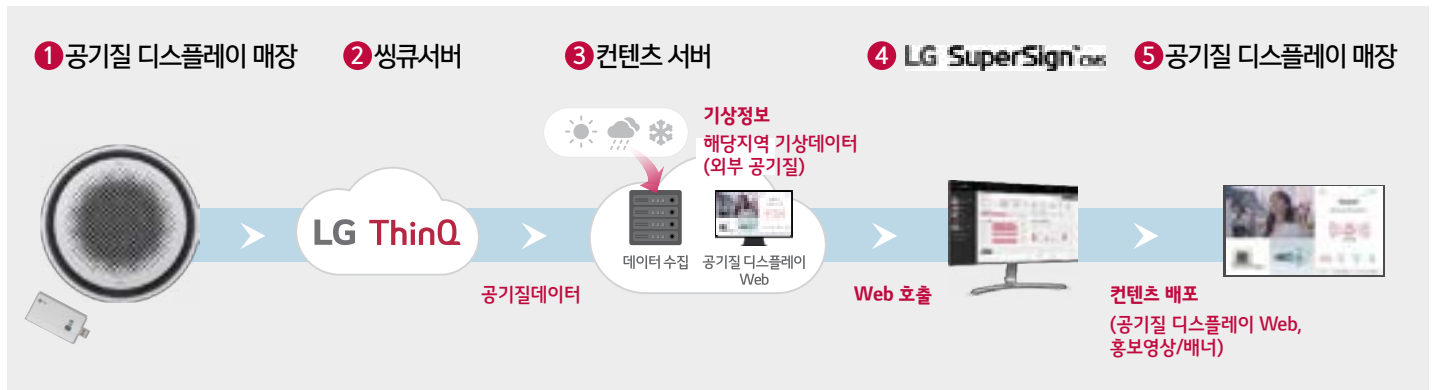 1 공기질 디스플레이 매장
2 씽큐서버
3 컨텐츠 서버
4 LG SuperSign CMS
5 공기질 디스플레이 매장
기상정보
해당지역 기상데이터
(외부 공기질)
LG ThinQ
데이터 수집
공기질 디스플레이
Web
공기질데이터
Web 호출
컨텐츠 배포
(공기질 디스플레이 Web,
홍보영상/배너)